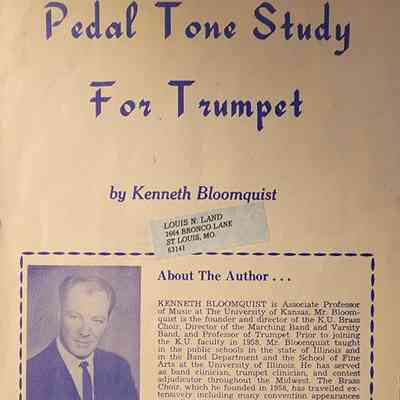 Pedal Tone Study
For Trumpet
by Kenneth Bloomquist
LOUIS N. LAND
7664 BRONCO LANE
ST LOUIS, MO.
63141
About The Author . . .
KENNETH BLOOMQUIST is Associate Professor
of Music at The University of Kansas. Mr. Bloom-
quist is the founder and director of the K.U. Brass
Choir, Director of the Marching Band and Varsity
Band, and Professor of Trumpet. Prior to joining
the K.U. faculty in 1958, Mr. Bloomquist taught
in the public schools in the state of Illinois and
in the Band Department and the School of Fine
Arts at the University of Illinois. He has served
as band clinician, trumpet clinician, and contest
adjudicator throughout the Midwest. The Brass
Choir, which he founded in 1958, has travelled ex-
tensively including many convention appearances